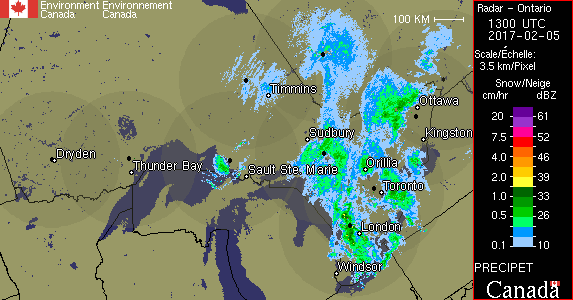 Environment Environnement
Canada Canada
100 KM
Radar - Ontario
1300 UTC
2017-02-05
Scale/Échelle:
3.5 km/Pixel
Snow/Neige
cm/hr dBZ
20 61
7.5 52
4.0 46
2.0 39
1.0 33
0.5 26
0.1 10
PRECIPET
Canada
Timmins
Ottawa
Sudbury
Kingston
Dryden
Thunder Bay
Sault Ste. Marie
Orillia
Toronto
London
Windsor